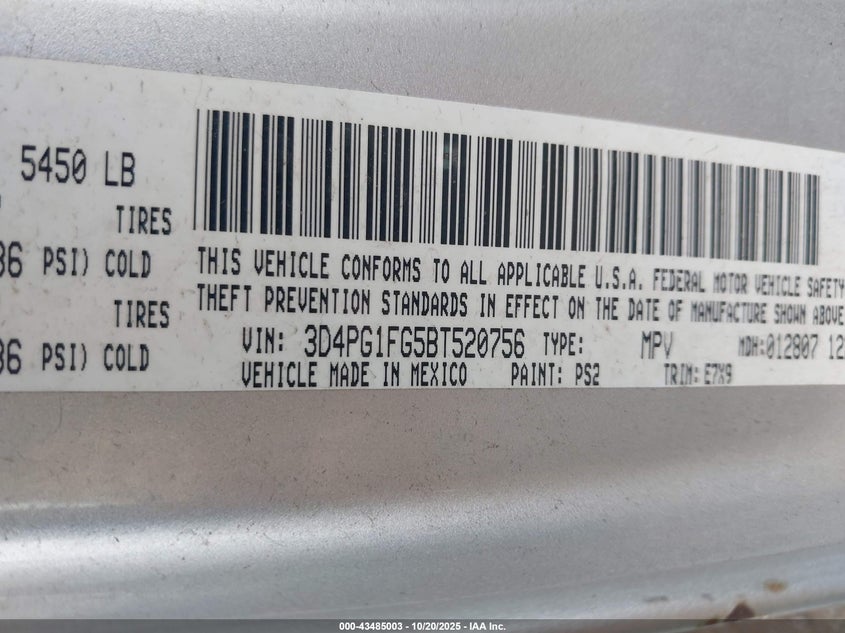 5450 LB
TIRES
36 PSI) COLD
TIRES
36 PSI) COLD
THIS VEHICLE CONFORMS TO ALL APPLICABLE U.S.A. FEDERAL MOTOR VEHICLE SAFETY
THEFT PREVENTION STANDARDS IN EFFECT ON THE DATE OF MANUFACTURE SHOWN ABOVE
VIN: 3D4PG1FG5BT520756 TYPE: MPV MDH:012807 12
VEHICLE MADE IN MEXICO PAINT: PS2 TRIM: E7X9
000-43485003 - 10/20/2025 - IAA Inc.